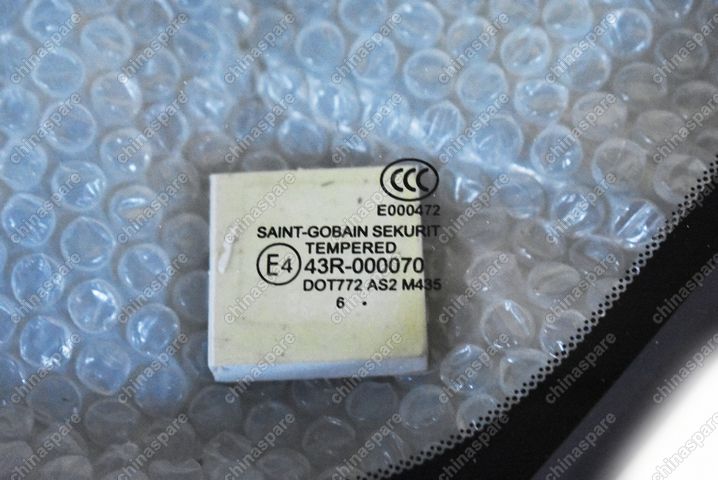 CCC
E000472
SAINT-GOBAIN SEKURIT
TEMPERED
E4 43R-000070
DOT772 AS2 M435
6 .
chinaspare